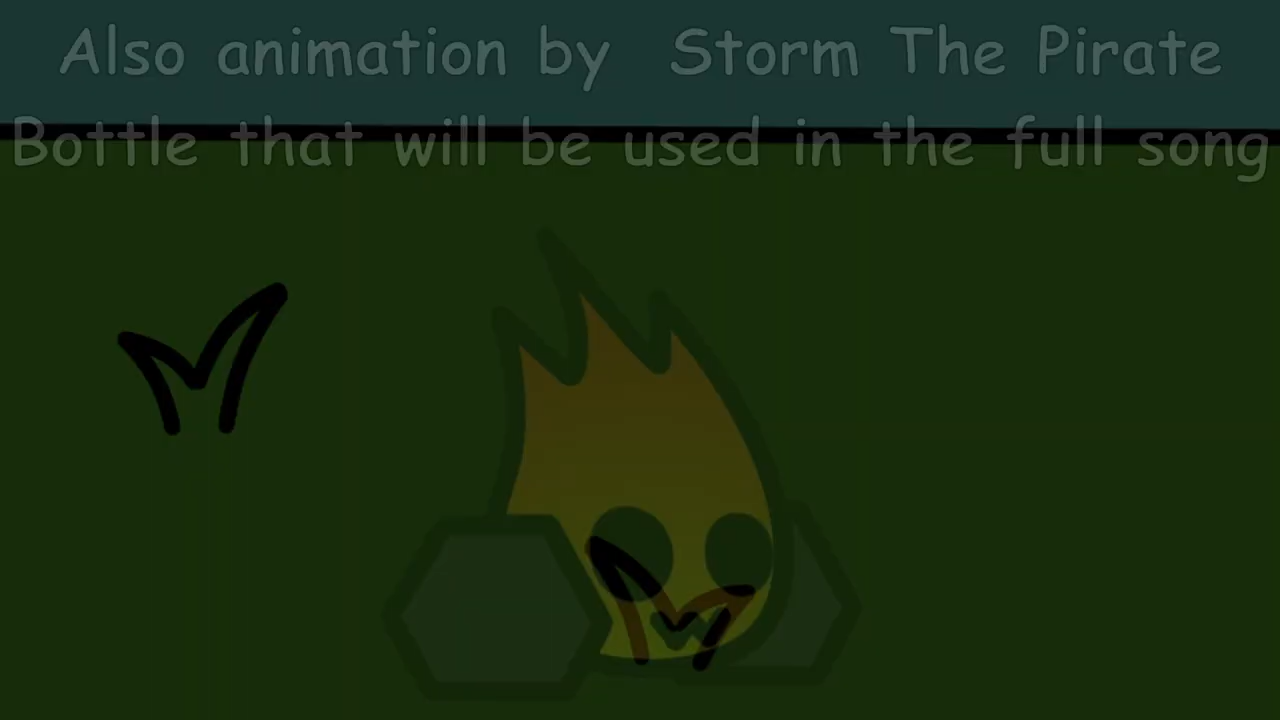 Also animation by Storm The Pirate
Bottle that will be used in the full song